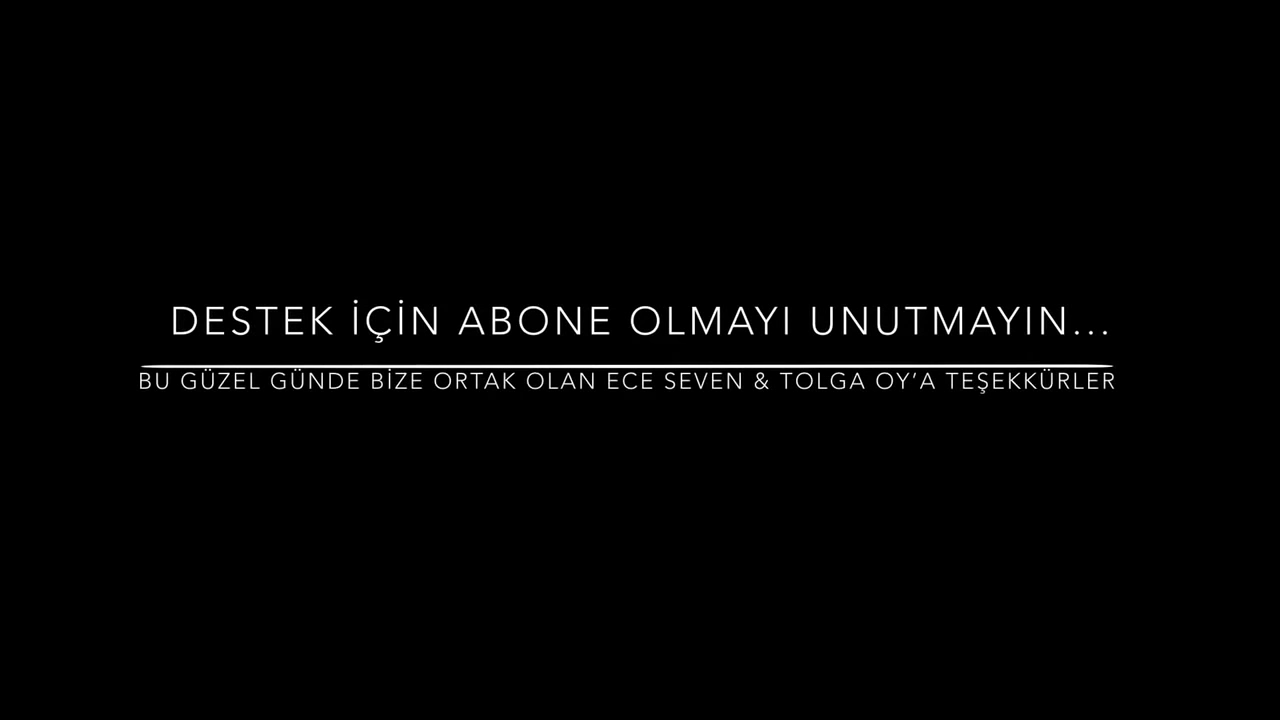 DESTEK İÇİN ABONE OLMAYI UNUTMAYIN...
BU GÜZEL GÜNDE BİZE ORTAK OLAN ECE SEVEN & TOLGA OY’A TEŞEKKÜRLER